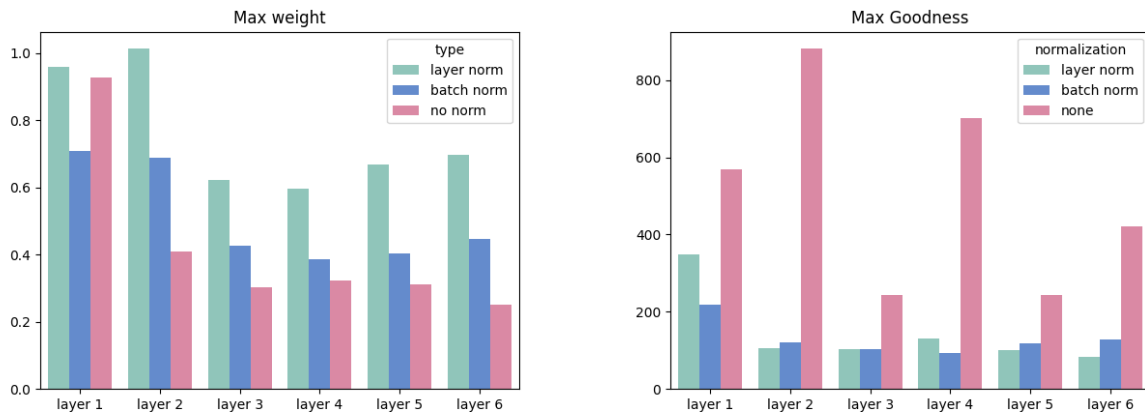 Max weight
1.0
0.8
0.6
0.4
0.2
0.0
type
layer norm
batch norm
no norm
layer 1 layer 2 layer 3 layer 4 layer 5 layer 6
Max Goodness
800
600
400
200
0
normalization
layer norm
batch norm
none
layer 1 layer 2 layer 3 layer 4 layer 5 layer 6